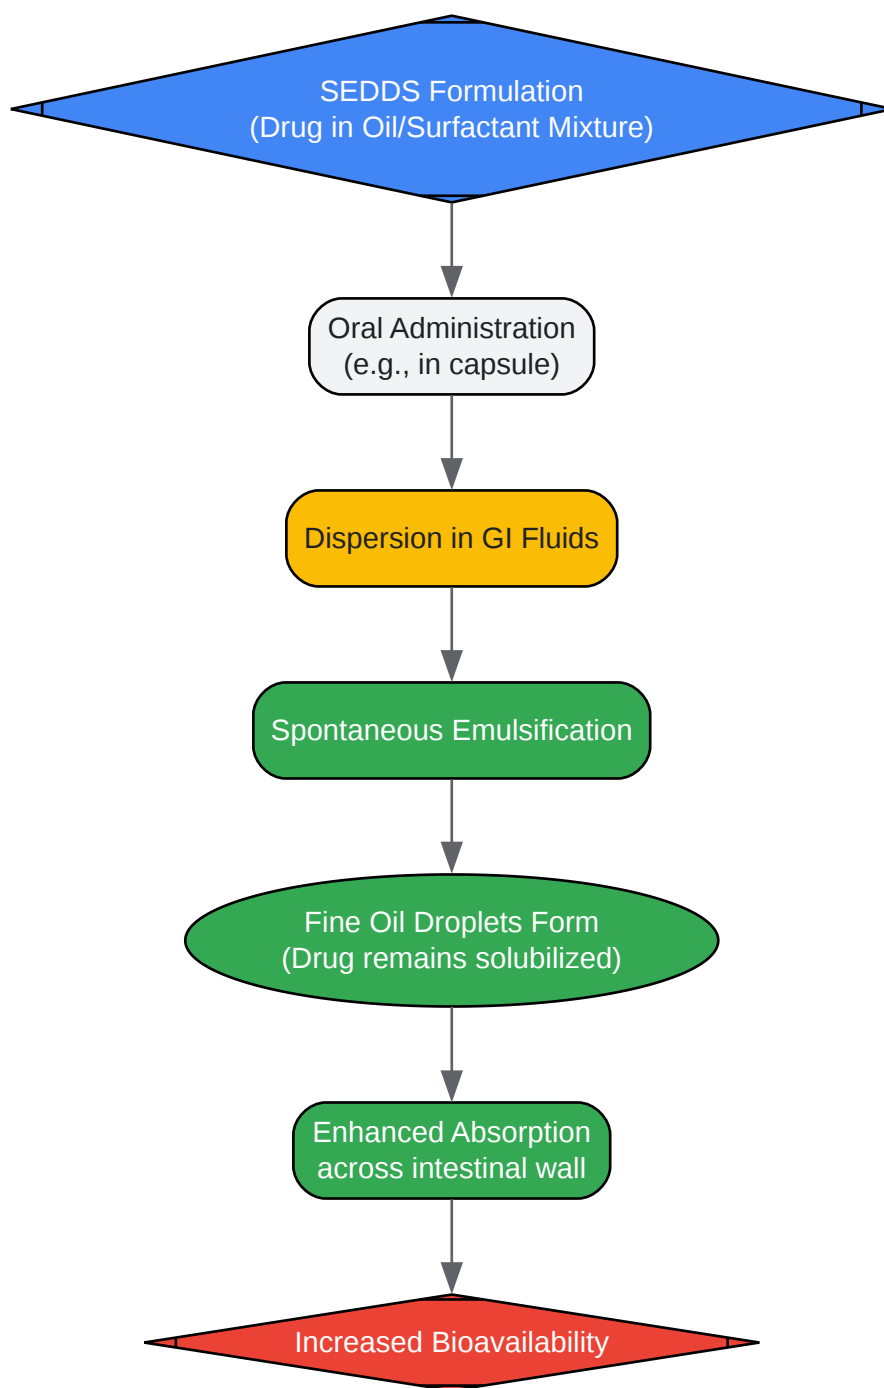 SEDDS Formulation
(Drug in Oil/Surfactant Mixture)
Oral Administration
(e.g., in capsule)
Dispersion in GI Fluids
Spontaneous Emulsification
Fine Oil Droplets Form
(Drug remains solubilized)
Enhanced Absorption
across intestinal wall
Increased Bioavailability